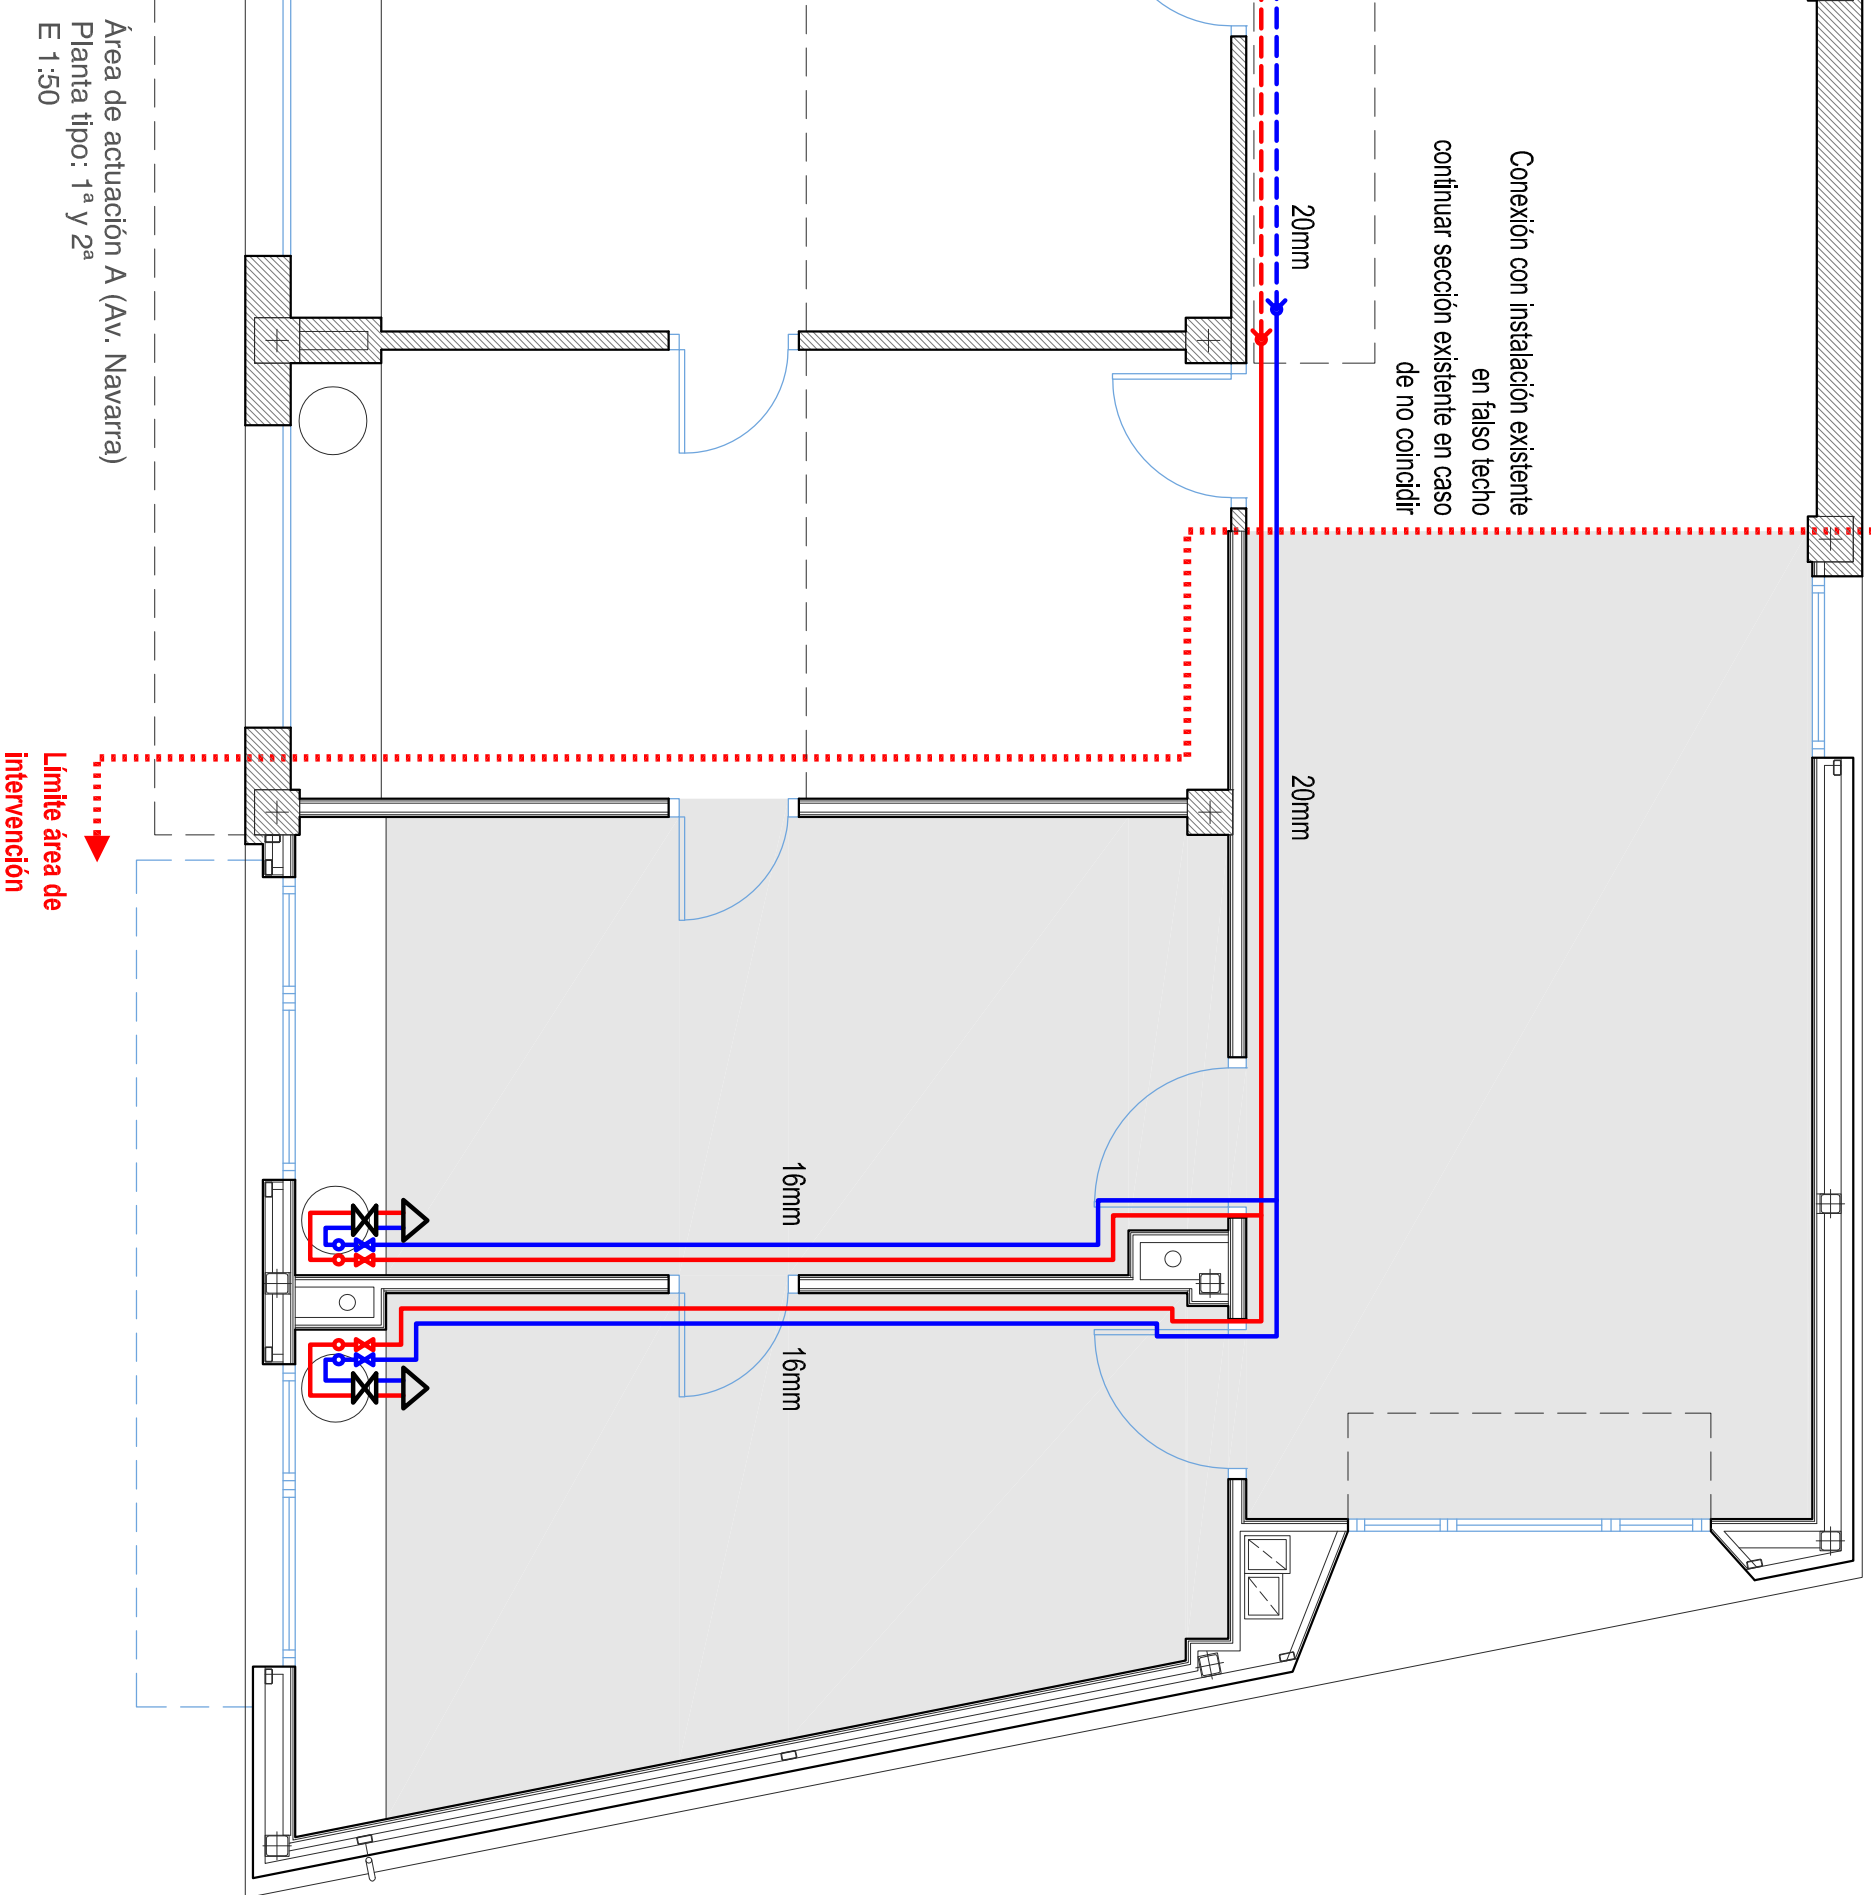 Área de actuación A (Av. Navarra)
Planta tipo: 1ª y 2ª
E 1:50
Conexión con instalación existente
en falso techo
continuar sección existente en caso
de no coincidir
20mm
20mm
Límite área de
intervención
16mm
16mm